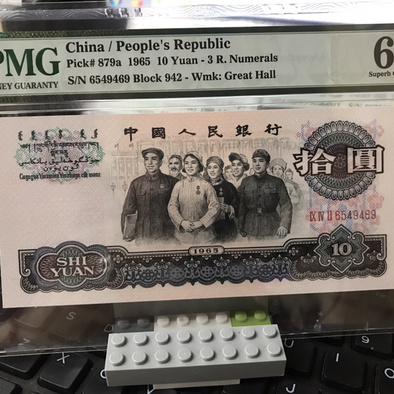 PMG
NEY GUARANTY
China / People's Republic
Pick# 879a 1965 10 Yuan - 3 R. Numerals
S/N 6549469 Block 942 - Wmk: Great Hall
6
Superb
中國人民銀行
拾圓
IX IV II 6549469
1965
SHI
YUAN
10